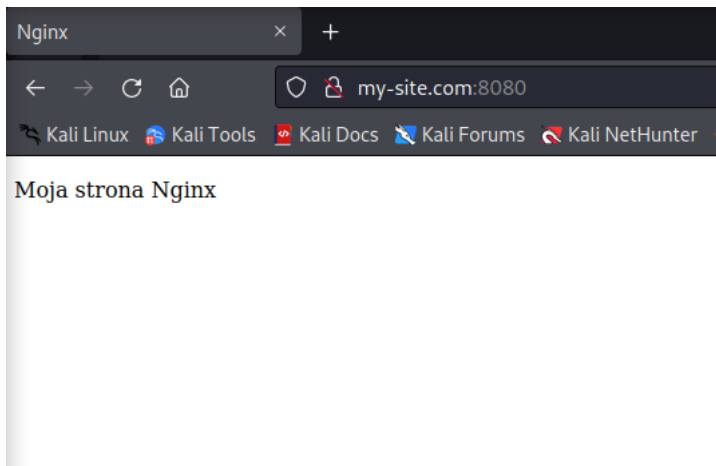 Nginx
my-site.com:8080
Kali Linux Kali Tools Kali Docs Kali Forums Kali NetHunter
Moja strona Nginx